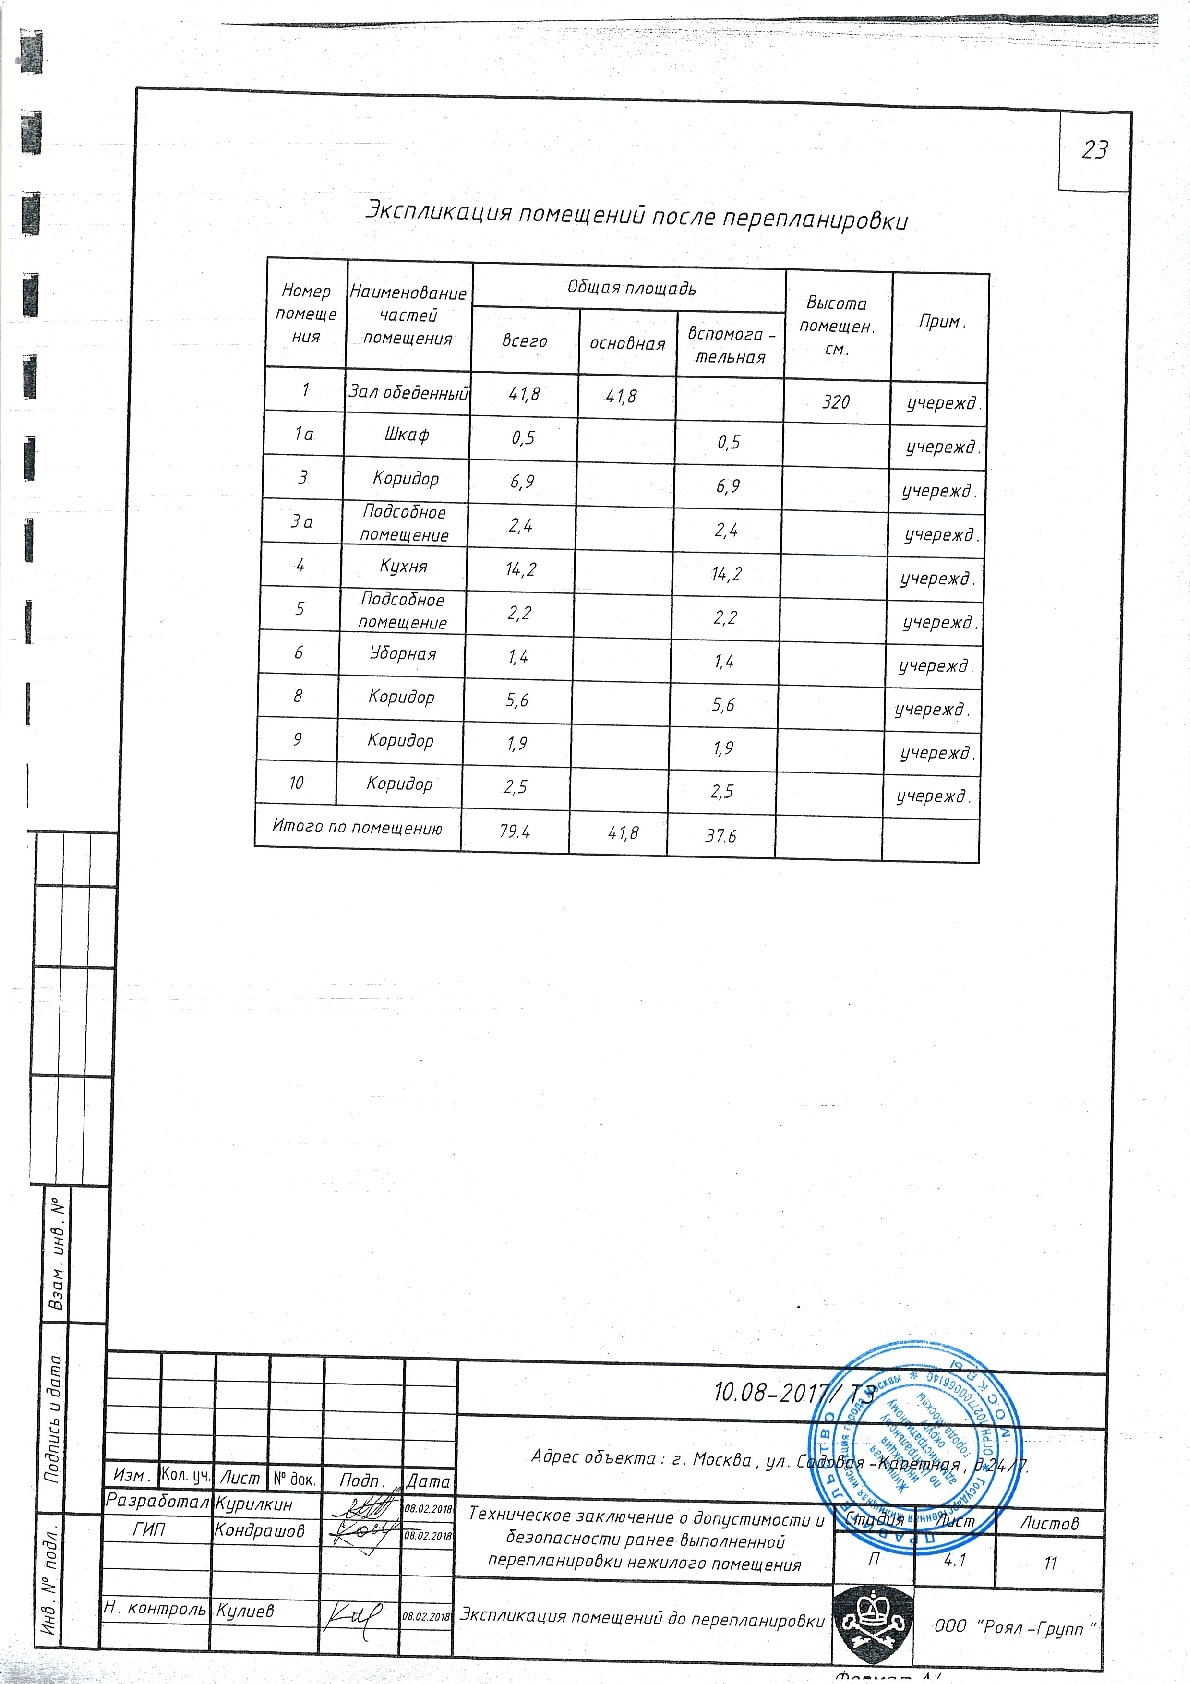 23
Экспликация помещений после перепланировки
Номер помеще ния | Наименование частей помещения | Общая площадь | Высота помещен. см. | Прим.
всего | основная | вспомога - тельная
1 | Зал обеденный | 41,8 | 41,8 | | 320 | учережд.
1а | Шкаф | 0,5 | | 0,5 | | учережд.
3 | Коридор | 6,9 | | 6,9 | | учережд.
3а | Подсобное помещение | 2,4 | | 2,4 | | учережд.
4 | Кухня | 14,2 | | 14,2 | | учережд.
5 | Подсобное помещение | 2,2 | | 2,2 | | учережд.
6 | Уборная | 1,4 | | 1,4 | | учережд
8 | Коридор | 5,6 | | 5,6 | | учережд.
9 | Коридор | 1,9 | | 1,9 | | учережд.
10 | Коридор | 2,5 | | 2,5 | | учережд.
Итого по помещению | 79.4 | 41,8 | 37.6
Взам. инв. №
Подпись и дата
Инв. № подл.
10.08-2017/ ТЗ
Адрес объекта: г. Москва, ул. Садовая-Каретная, д.24/7.
Изм. | Кол. уч. | Лист | № док. | Подп. | Дата
Разработал | Курилкин | 08.02.2018
ГИП | Кондрашов | 08.02.2018
Н. контроль | Кулиев | 08.02.2018
Техническое заключение о допустимости и
безопасности ранее выполненной
перепланировки нежилого помещения
Стадия | Лист | Листов
П | 4.1 | 11
Экспликация помещений до перепланировки
ООО "Роял-Групп"
ПРАВИТЕЛЬСТВО МОСКВЫ
Государственная жилищная инспекция города Москвы